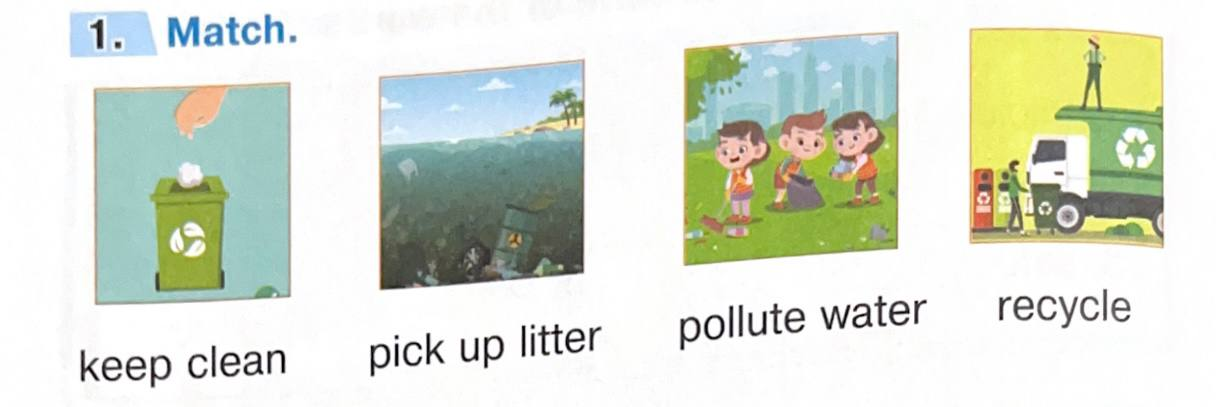 1. Match.
keep clean
pick up litter
pollute water
recycle